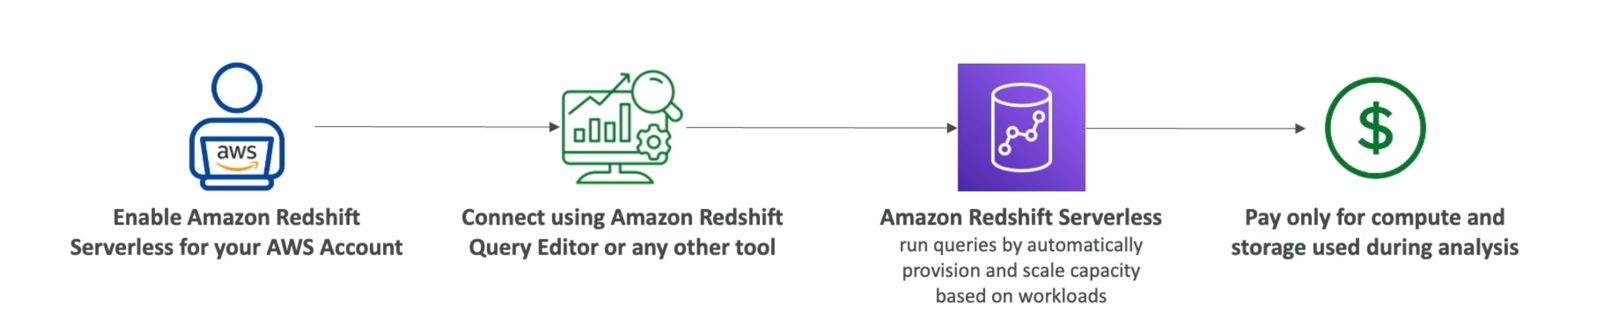 aws
Enable Amazon Redshift
Serverless for your AWS Account
Connect using Amazon Redshift
Query Editor or any other tool
Amazon Redshift Serverless
run queries by automatically
provision and scale capacity
based on workloads
$
Pay only for compute and
storage used during analysis